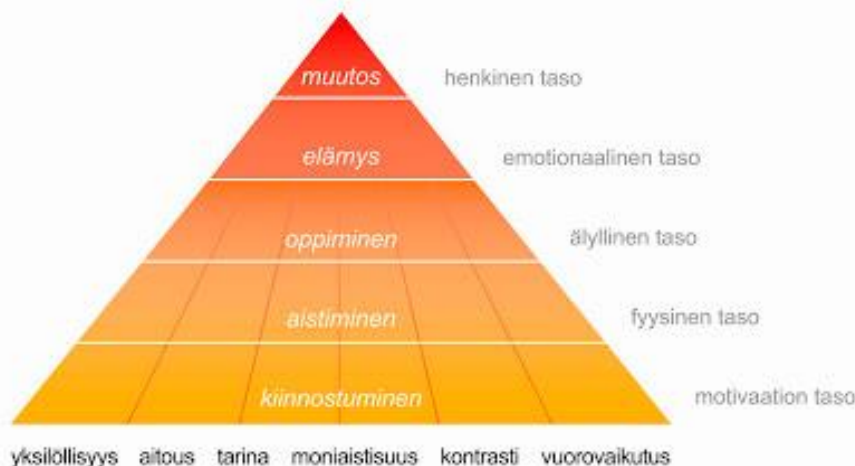 muutos henkinen taso
elämys emotionaalinen taso
oppiminen älyllinen taso
aistiminen fyysinen taso
kiinnostuminen motivaation taso
yksilöllisyys aitous tarina moniaistisuus kontrasti vuorovaikutus